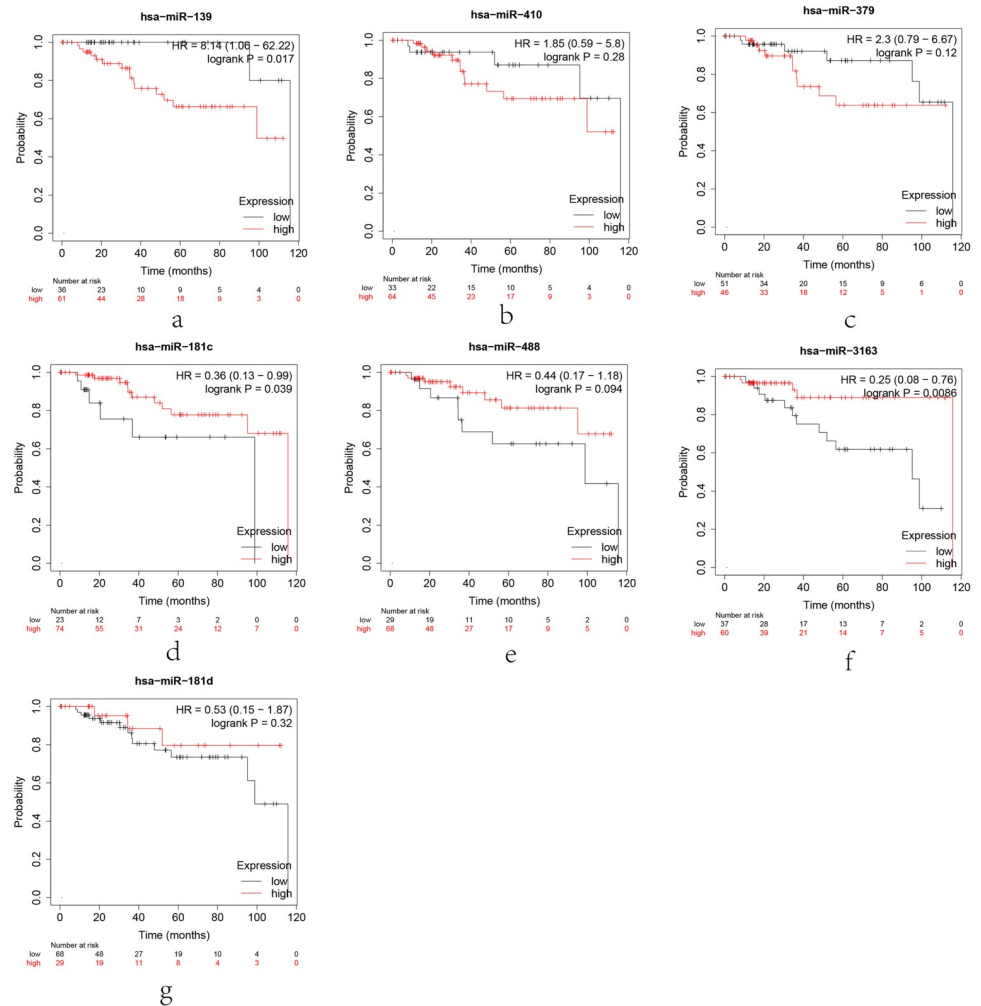 hsa−miR−139
HR = 8.14 (1.06 − 62.22)
logrank P = 0.017
Probability
1.0
0.8
0.6
0.4
0.2
0.0
Expression
low
high
0 20 40 60 80 100 120
Time (months)
Number at risk
low 36 23 10 9 5 4 0
high 61 44 28 18 9 3 0
a
hsa−miR−410
HR = 1.85 (0.59 − 5.8)
logrank P = 0.28
Probability
1.0
0.8
0.6
0.4
0.2
0.0
Expression
low
high
0 20 40 60 80 100 120
Time (months)
Number at risk
low 33 22 15 10 5 4 0
high 64 45 23 17 9 3 0
b
hsa−miR−379
HR = 2.3 (0.79 − 6.67)
logrank P = 0.12
Probability
1.0
0.8
0.6
0.4
0.2
0.0
Expression
low
high
0 20 40 60 80 100 120
Time (months)
Number at risk
low 51 34 20 15 9 6 0
high 46 33 18 12 5 1 0
c
hsa−miR−181c
HR = 0.36 (0.13 − 0.99)
logrank P = 0.039
Probability
1.0
0.8
0.6
0.4
0.2
0.0
Expression
low
high
0 20 40 60 80 100 120
Time (months)
Number at risk
low 23 12 7 3 2 0 0
high 74 55 31 24 12 7 0
d
hsa−miR−488
HR = 0.44 (0.17 − 1.18)
logrank P = 0.094
Probability
1.0
0.8
0.6
0.4
0.2
0.0
Expression
low
high
0 20 40 60 80 100 120
Time (months)
Number at risk
low 29 19 11 10 5 2 0
high 68 48 27 17 9 5 0
e
hsa−miR−3163
HR = 0.25 (0.08 − 0.76)
logrank P = 0.0086
Probability
1.0
0.8
0.6
0.4
0.2
0.0
Expression
low
high
0 20 40 60 80 100 120
Time (months)
Number at risk
low 37 28 17 13 7 2 0
high 60 39 21 14 7 5 0
f
hsa−miR−181d
HR = 0.53 (0.15 − 1.87)
logrank P = 0.32
Probability
1.0
0.8
0.6
0.4
0.2
0.0
Expression
low
high
0 20 40 60 80 100 120
Time (months)
Number at risk
low 68 48 27 19 10 4 0
high 29 19 11 8 4 3 0
g